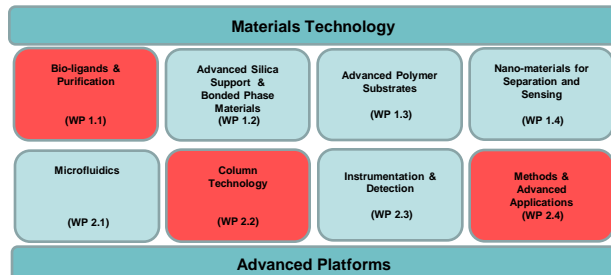 Materials Technology
Bio-ligands &
Purification
(WP 1.1)
Advanced Silica
Support &
Bonded Phase
Materials
(WP 1.2)
Advanced Polymer
Substrates
(WP 1.3)
Nano-materials for
Separation and
Sensing
(WP 1.4)
Microfluidics
(WP 2.1)
Column
Technology
(WP 2.2)
Instrumentation &
Detection
(WP 2.3)
Methods &
Advanced
Applications
(WP 2.4)
Advanced Platforms